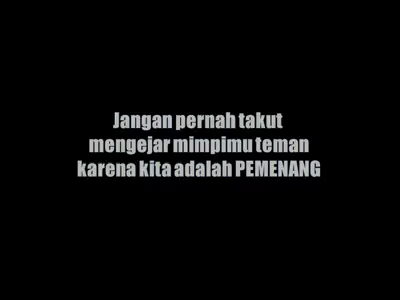 Jangan pernah takut
mengejar mimpimu teman
karena kita adalah PEMENANG